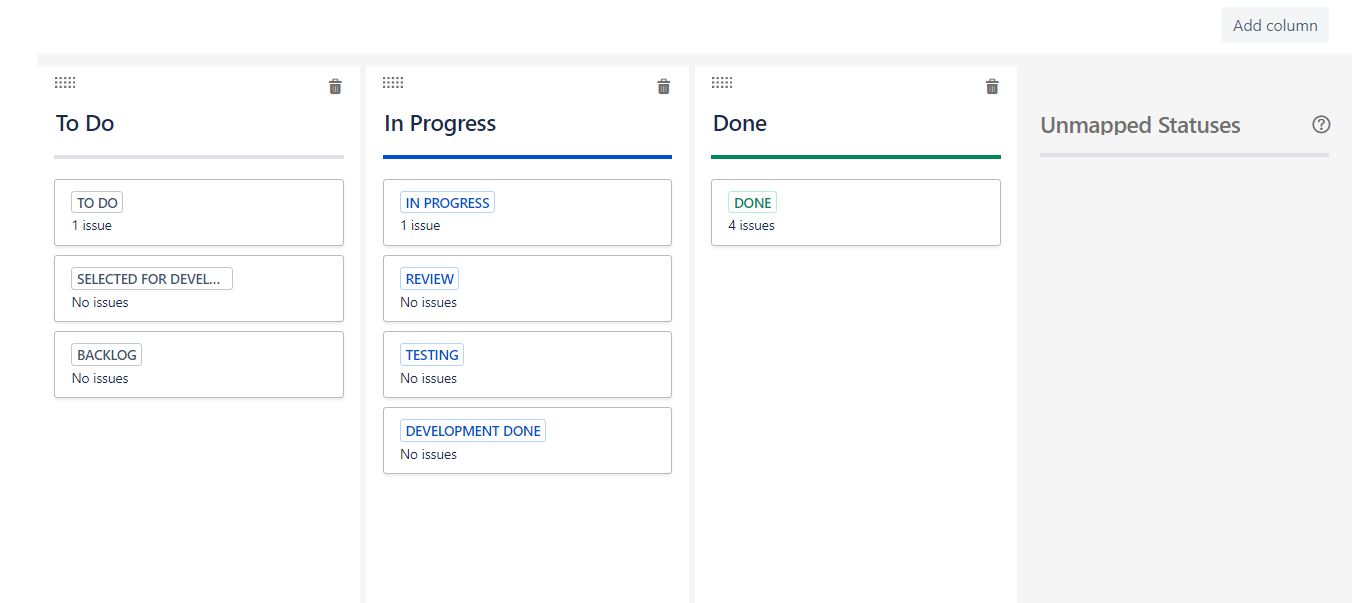 Add column
To Do
TO DO
1 issue
SELECTED FOR DEVEL...
No issues
BACKLOG
No issues
In Progress
IN PROGRESS
1 issue
REVIEW
No issues
TESTING
No issues
DEVELOPMENT DONE
No issues
Done
DONE
4 issues
Unmapped Statuses
?